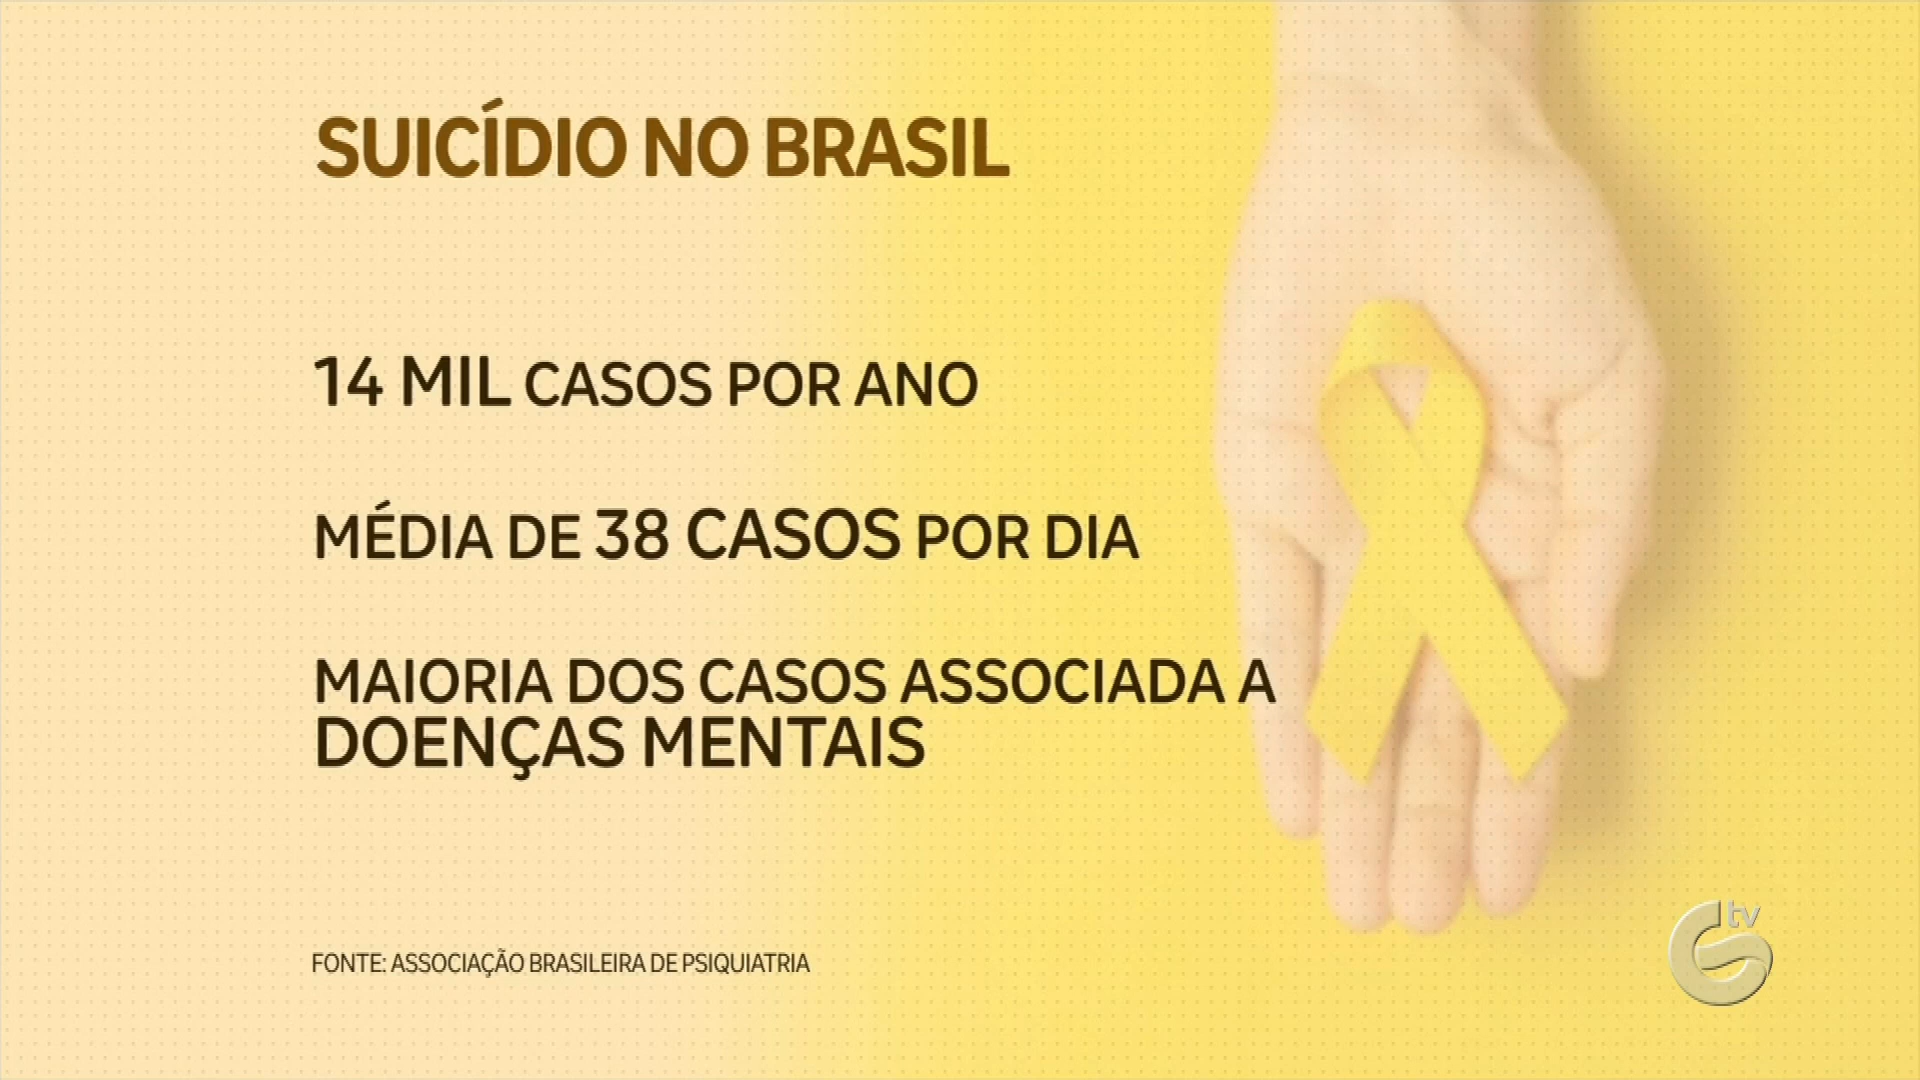 SUICÍDIO NO BRASIL
14 MIL CASOS POR ANO
MÉDIA DE 38 CASOS POR DIA
MAIORIA DOS CASOS ASSOCIADA A
DOENÇAS MENTAIS
FONTE: ASSOCIAÇÃO BRASILEIRA DE PSIQUIATRIA
tv